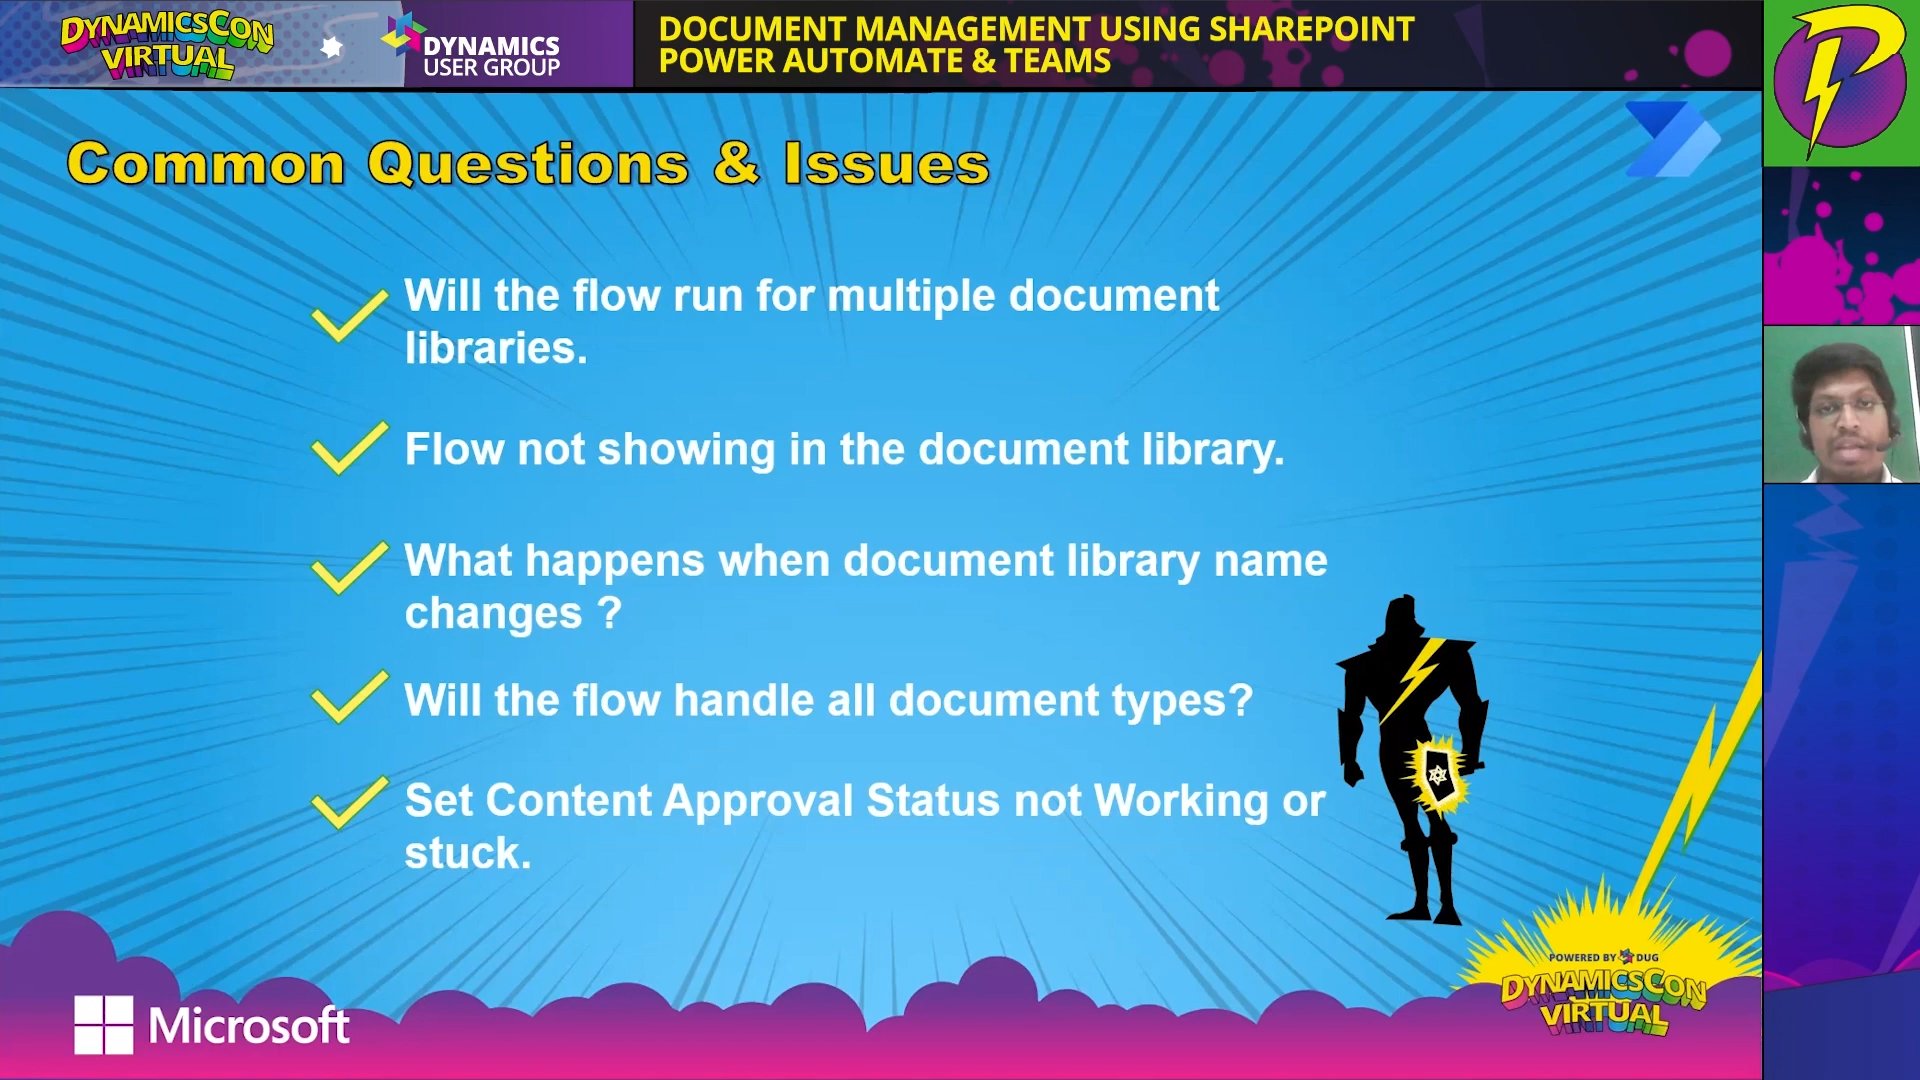 DYNAMICSCON
VIRTUAL
DYNAMICS
USER GROUP
DOCUMENT MANAGEMENT USING SHAREPOINT
POWER AUTOMATE & TEAMS
Common Questions & Issues
Will the flow run for multiple document
libraries.
Flow not showing in the document library.
What happens when document library name
changes ?
Will the flow handle all document types?
Set Content Approval Status not Working or
stuck.
Microsoft
POWERED BY DUG
DYNAMICSCON
VIRTUAL